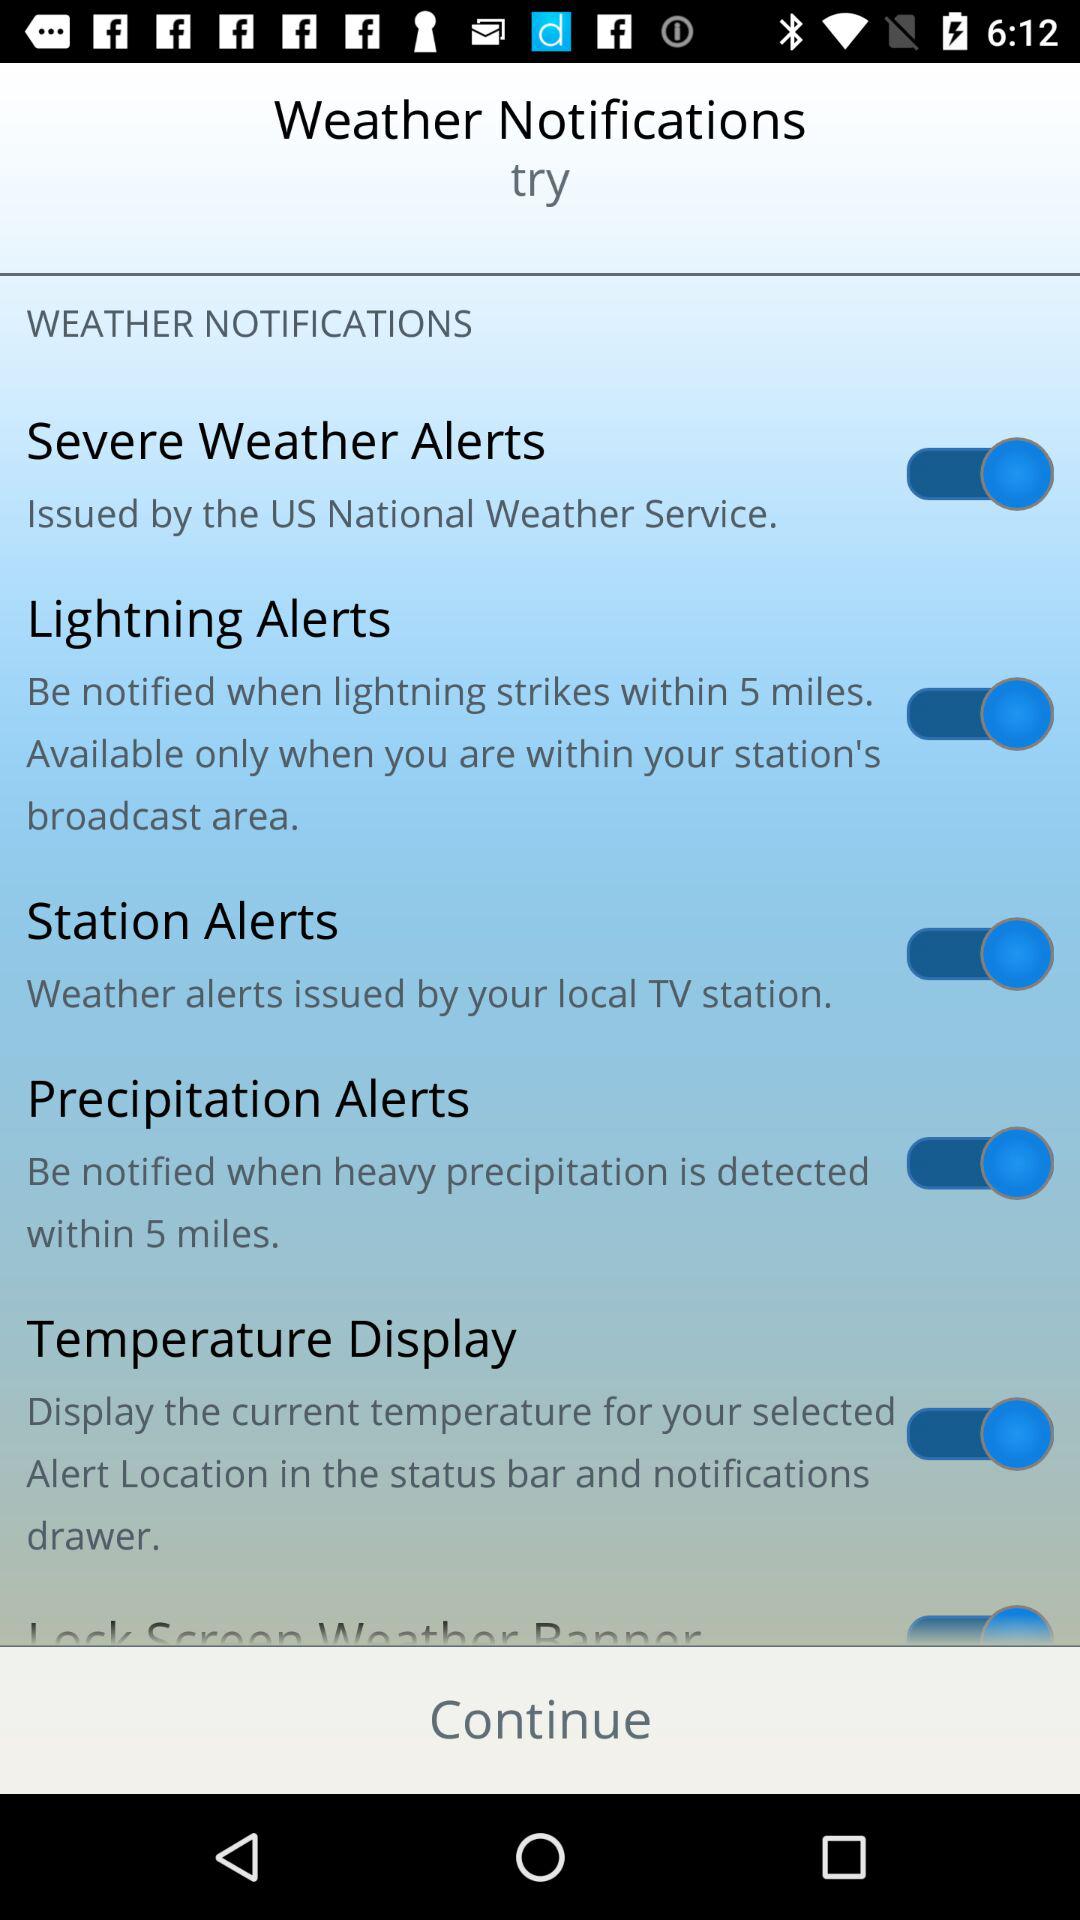 6:12
Weather Notifications
try
WEATHER NOTIFICATIONS
Severe Weather Alerts
Issued by the US National Weather Service.
Lightning Alerts
Be notified when lightning strikes within 5 miles.
Available only when you are within your station's
broadcast area.
Station Alerts
Weather alerts issued by your local TV station.
Precipitation Alerts
Be notified when heavy precipitation is detected
within 5 miles.
Temperature Display
Display the current temperature for your selected
Alert Location in the status bar and notifications
drawer.
Lock Screen Weather Banner
Continue